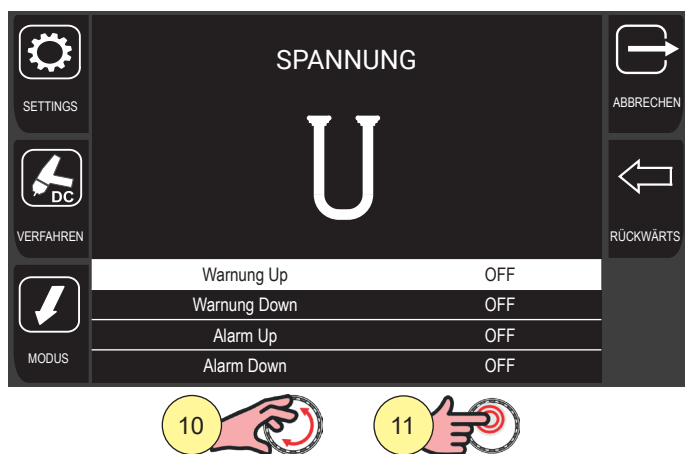 SPANNUNG
SETTINGS
U
ABBRECHEN
DC
VERFAHREN
RÜCKWÄRTS
MODUS
Warnung Up OFF
Warnung Down OFF
Alarm Up OFF
Alarm Down OFF
10
11